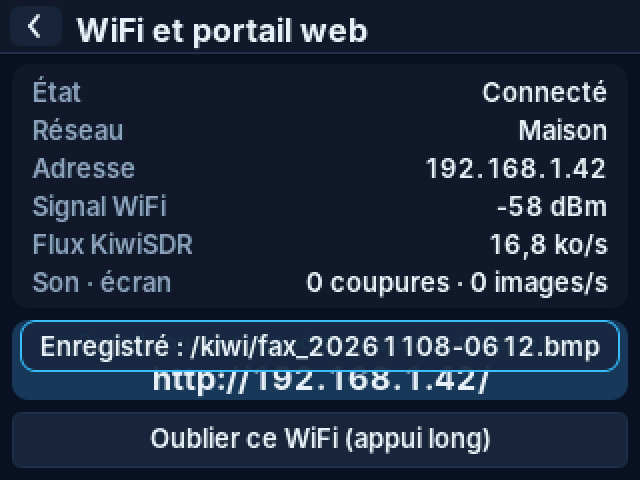 WiFi et portail web
État Connecté
Réseau Maison
Adresse 192.168.1.42
Signal WiFi -58 dBm
Flux KiwiSDR 16,8 ko/s
Son · écran 0 coupures · 0 images/s
Enregistré : /kiwi/fax_20261108-0612.bmp
http://192.168.1.42/
Oublier ce WiFi (appui long)